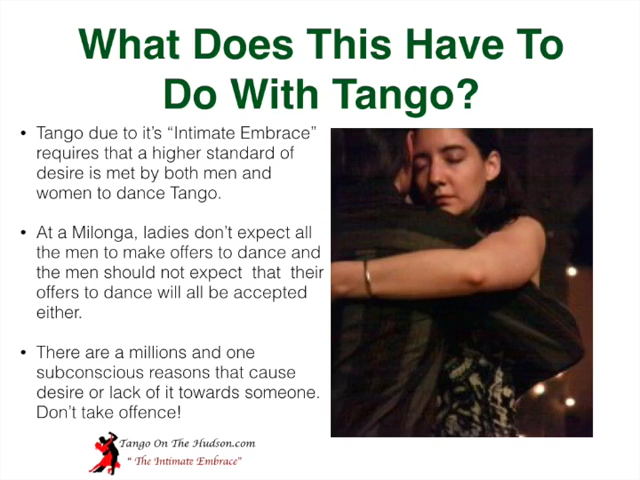 What Does This Have To
Do With Tango?
• Tango due to it's “Intimate Embrace”
requires that a higher standard of
desire is met by both men and
women to dance Tango.
• At a Milonga, ladies don't expect all
the men to make offers to dance and
the men should not expect  that  their
offers to dance will all be accepted
either.
• There are a millions and one
subconscious reasons that cause
desire or lack of it towards someone.
Don't take offence!
Tango On The Hudson.com
“ The Intimate Embrace”